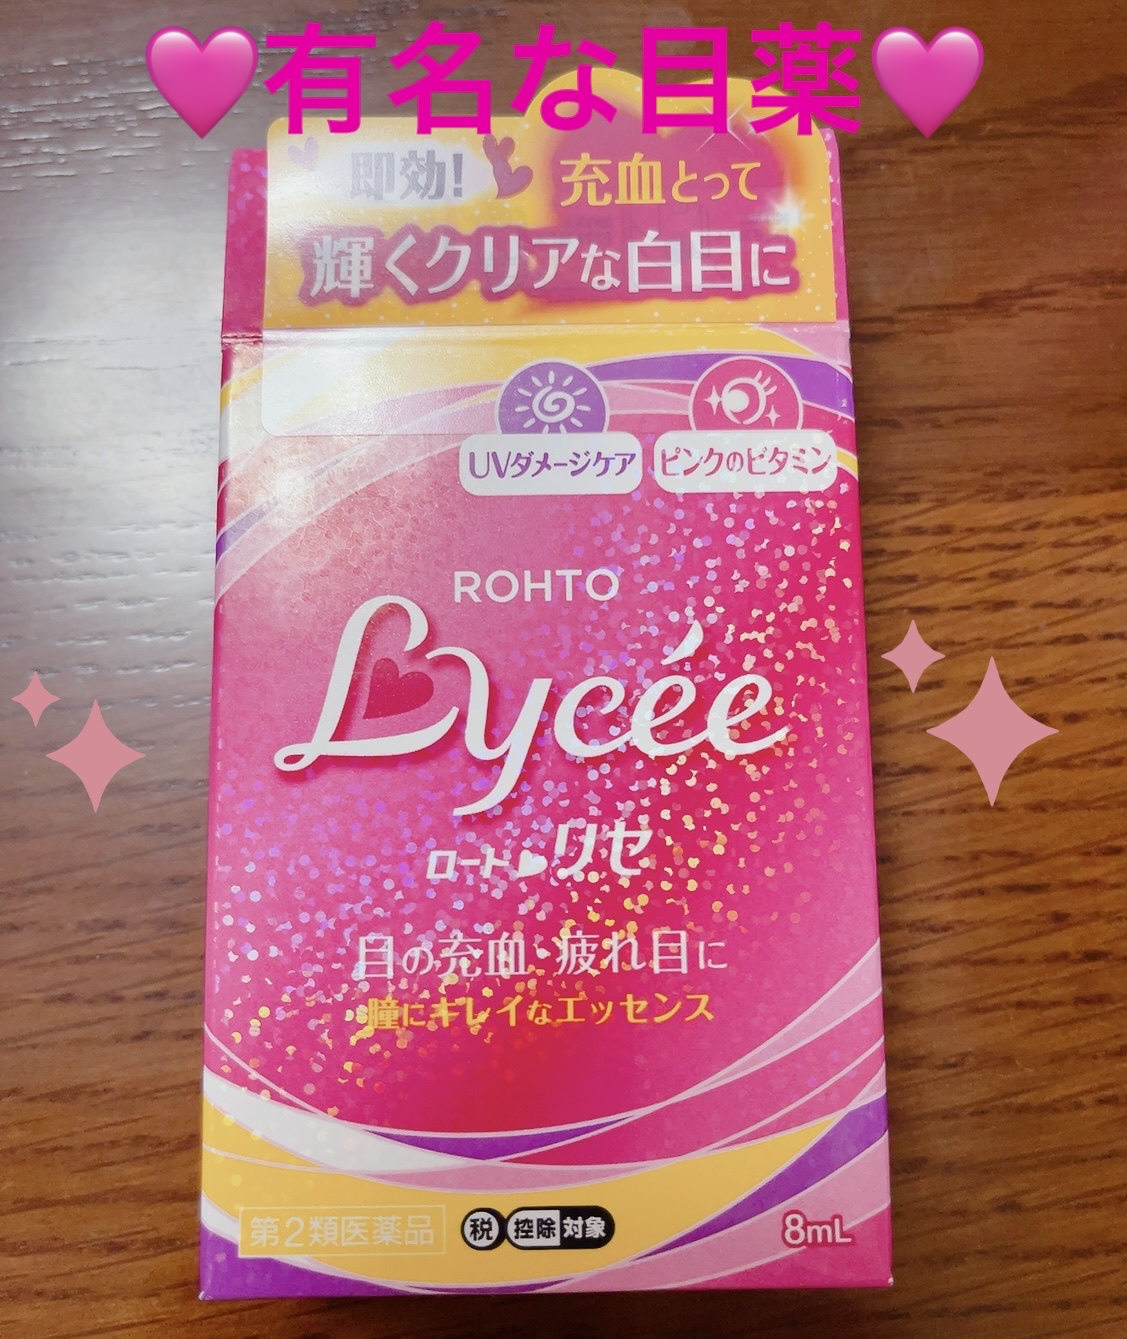 有名な目薬
即効! 充血とって
輝くクリアな白目に
UVダメージケア ピンクのビタミン
ROHTO
Lycée
ロートリセ
目の充血・疲れ目に
瞳にキレイなエッセンス
第2類医薬品 税 控除 対象 8mL